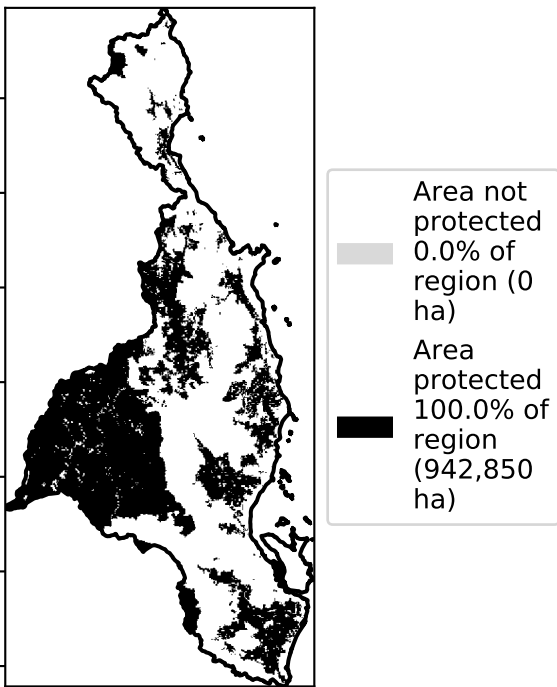 Area not
protected
0.0% of
region (0
ha)
Area
protected
100.0% of
region
(942,850
ha)